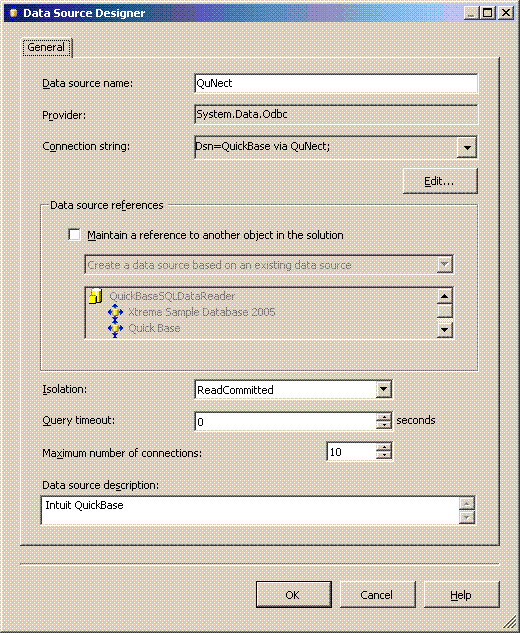 Data Source Designer
General
Data source name: QuNect
Provider: System.Data.Odbc
Connection string: Dsn=QuickBase via QuNect;
Edit...
Data source references
Maintain a reference to another object in the solution
Create a data source based on an existing data source
QuickBaseSQLDataReader
Xtreme Sample Database 2005
Quick Base
Isolation: ReadCommitted
Query timeout: 0 seconds
Maximum number of connections: 10
Data source description:
Intuit QuickBase
OK Cancel Help